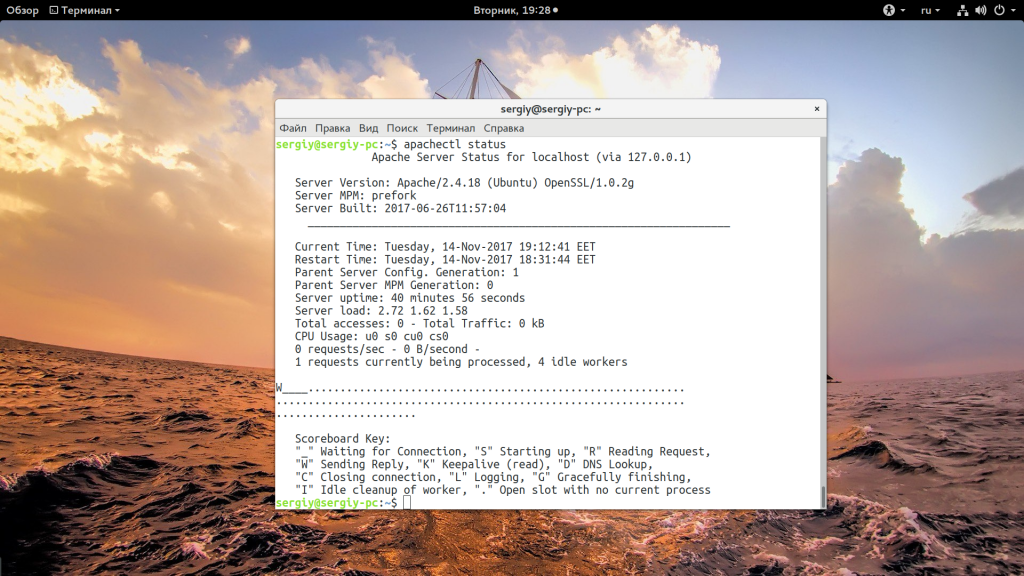 Обзор Терминал Вторник, 19:28 ru
sergiy@sergiy-pc: ~ ×
Файл Правка Вид Поиск Терминал Справка
sergiy@sergiy-pc:~$ apachectl status
Apache Server Status for localhost (via 127.0.0.1)
Server Version: Apache/2.4.18 (Ubuntu) OpenSSL/1.0.2g
Server MPM: prefork
Server Built: 2017-06-26T11:57:04
__________________________________________________________________
Current Time: Tuesday, 14-Nov-2017 19:12:41 EET
Restart Time: Tuesday, 14-Nov-2017 18:31:44 EET
Parent Server Config. Generation: 1
Parent Server MPM Generation: 0
Server uptime: 40 minutes 56 seconds
Server load: 2.72 1.62 1.58
Total accesses: 0 - Total Traffic: 0 kB
CPU Usage: u0 s0 cu0 cs0
0 requests/sec - 0 B/second -
1 requests currently being processed, 4 idle workers
W____...........................................................
................................................................
......................
Scoreboard Key:
"_" Waiting for Connection, "S" Starting up, "R" Reading Request,
"W" Sending Reply, "K" Keepalive (read), "D" DNS Lookup,
"C" Closing connection, "L" Logging, "G" Gracefully finishing,
"I" Idle cleanup of worker, "." Open slot with no current process
sergiy@sergiy-pc:~$